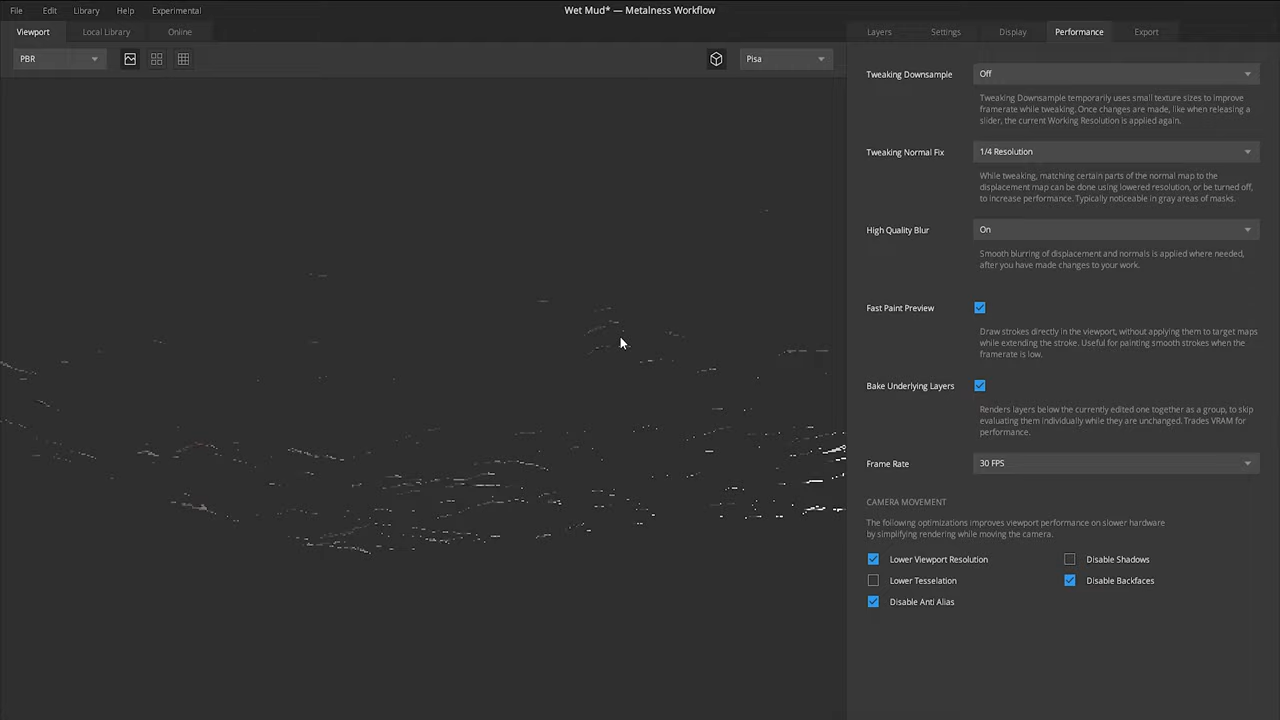 File Edit Library Help Experimental
Wet Mud* — Metalness Workflow
Viewport Local Library Online
Layers Settings Display Performance Export
PBR
Pisa
Tweaking Downsample
Off
Tweaking Downsample temporarily uses small texture sizes to improve
framerate while tweaking. Once changes are made, like when releasing a
slider, the current Working Resolution is applied again.
Tweaking Normal Fix
1/4 Resolution
While tweaking, matching certain parts of the normal map to the
displacement map can be done using lowered resolution, or be turned off,
to increase performance. Typically noticeable in gray areas of masks.
High Quality Blur
On
Smooth blurring of displacement and normals is applied where needed,
after you have made changes to your work.
Fast Paint Preview
Draw strokes directly in the viewport, without applying them to target maps
while extending the stroke. Useful for painting smooth strokes when the
framerate is low.
Bake Underlying Layers
Renders layers below the currently edited one together as a group, to skip
evaluating them individually while they are unchanged. Trades VRAM for
performance.
Frame Rate
30 FPS
CAMERA MOVEMENT
The following optimizations improves viewport performance on slower hardware
by simplifying rendering while moving the camera.
Lower Viewport Resolution
Disable Shadows
Lower Tesselation
Disable Backfaces
Disable Anti Alias